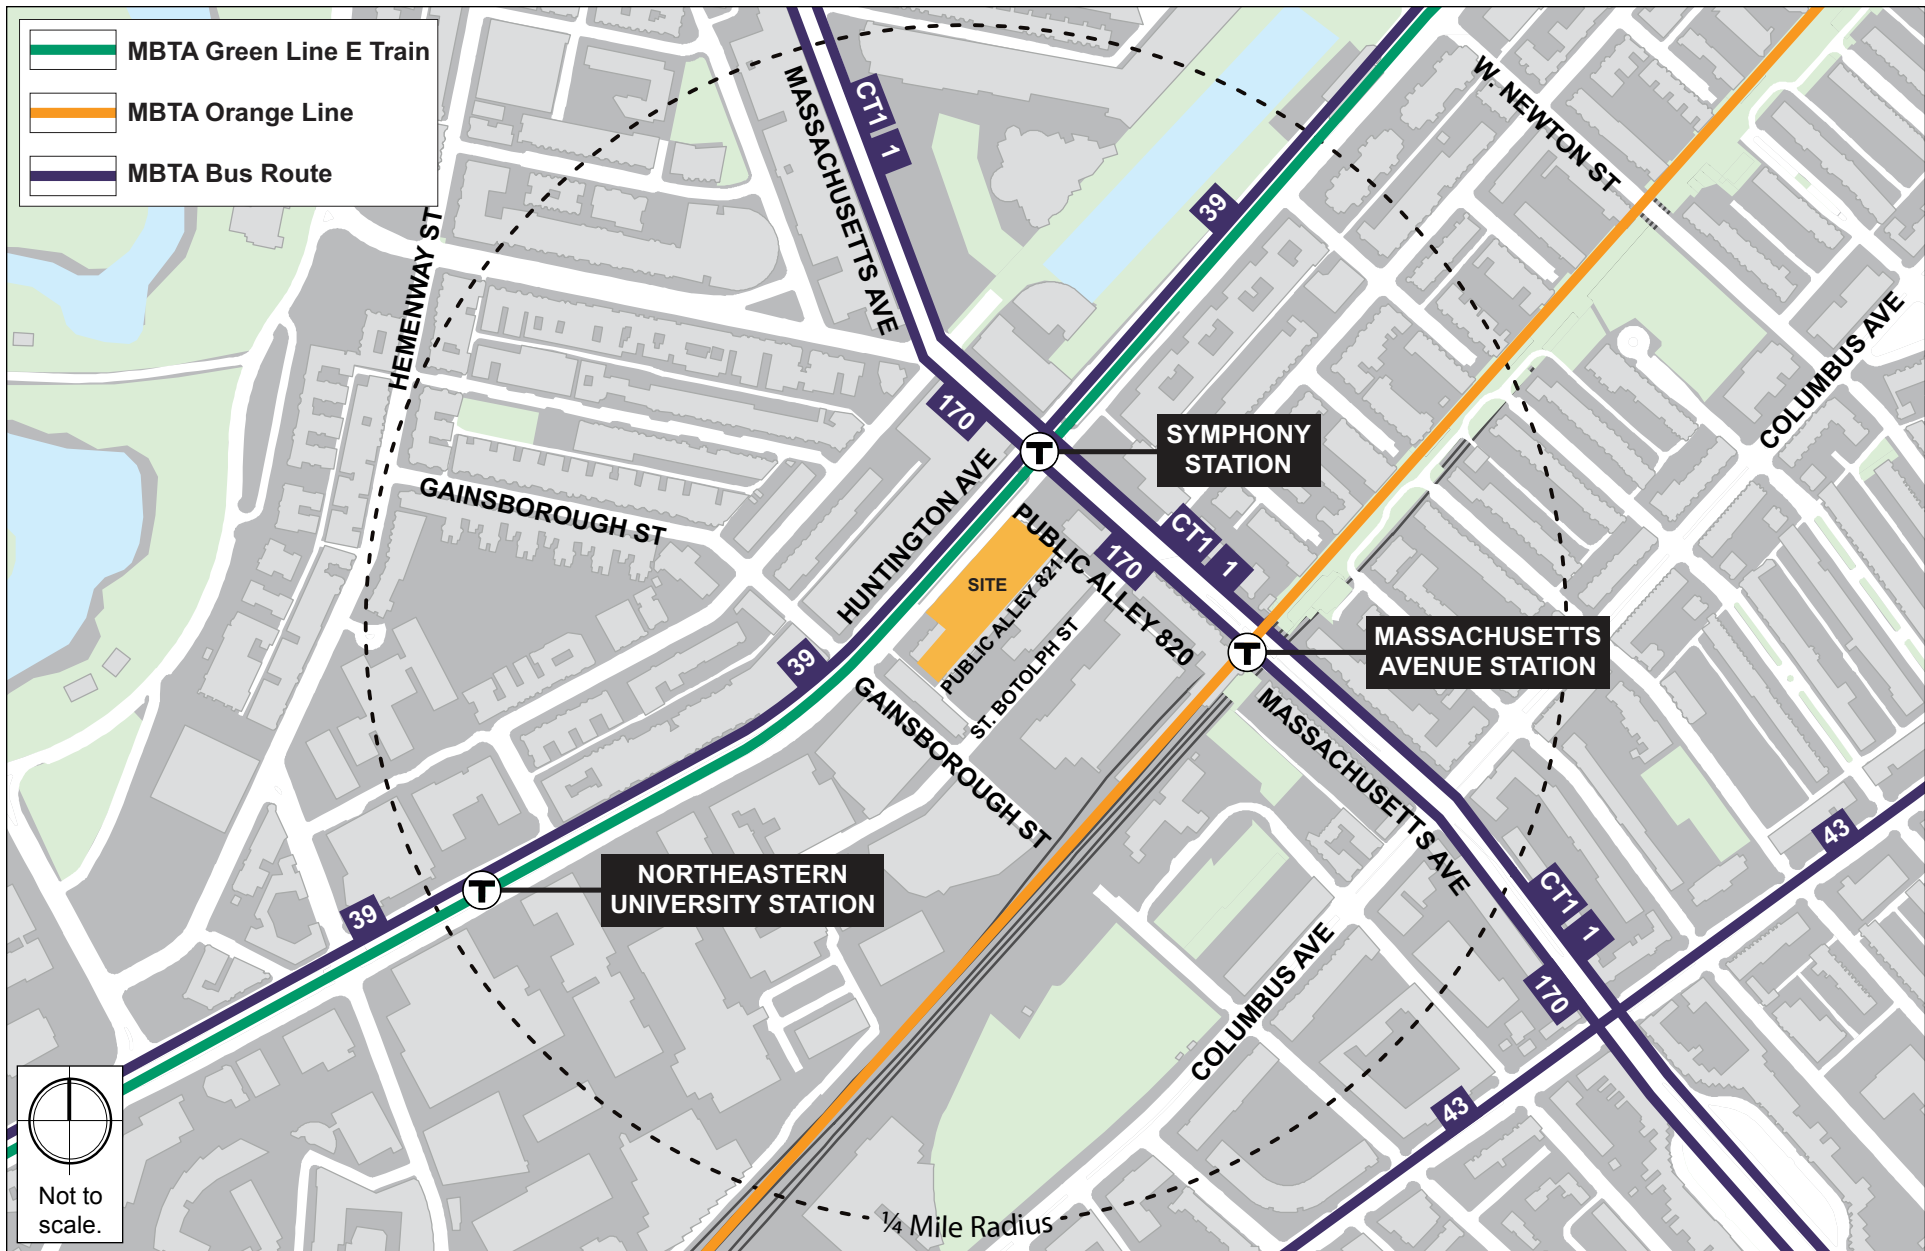 MBTA Green Line E Train
MBTA Orange Line
MBTA Bus Route
MASSACHUSETTS AVE
CT1 | 1
39
W. NEWTON ST
HEMENWAY ST
COLUMBUS AVE
170
SYMPHONY
STATION
GAINSBOROUGH ST
HUNTINGTON AVE
PUBLIC ALLEY 820
170
CT1 | 1
SITE
PUBLIC ALLEY 821
ST. BOTOLPH ST
MASSACHUSETTS
AVENUE STATION
39
GAINSBOROUGH ST
MASSACHUSETTS AVE
43
NORTHEASTERN
UNIVERSITY STATION
39
CT1 | 1
170
COLUMBUS AVE
43
Not to
scale.
¼ Mile Radius
T
T
T